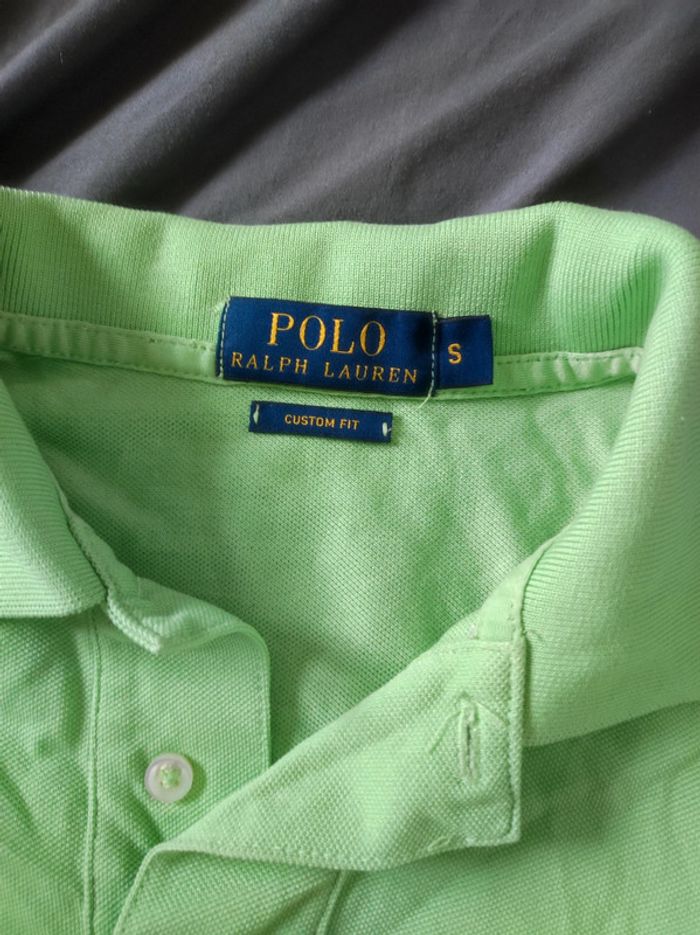 POLO
RALPH LAUREN
S
CUSTOM FIT